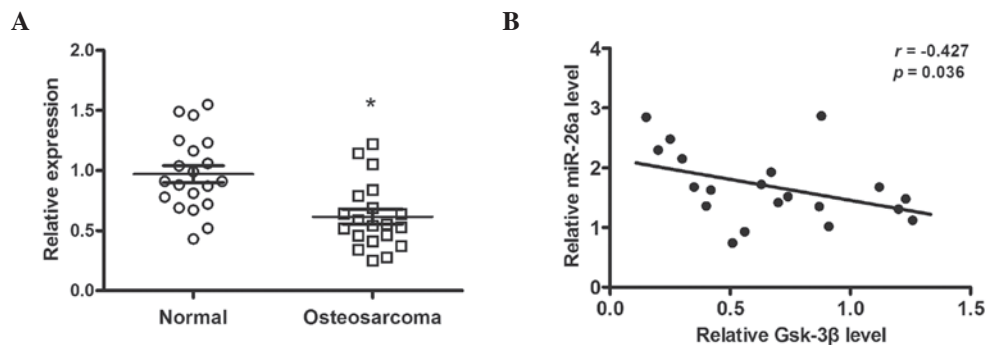 A
Relative expression
2.0
1.5
1.0
0.5
0.0
*
Normal
Osteosarcoma
B
Relative miR-26a level
4
3
2
1
0
r = -0.427
p = 0.036
0.0
0.5
1.0
1.5
Relative Gsk-3β level